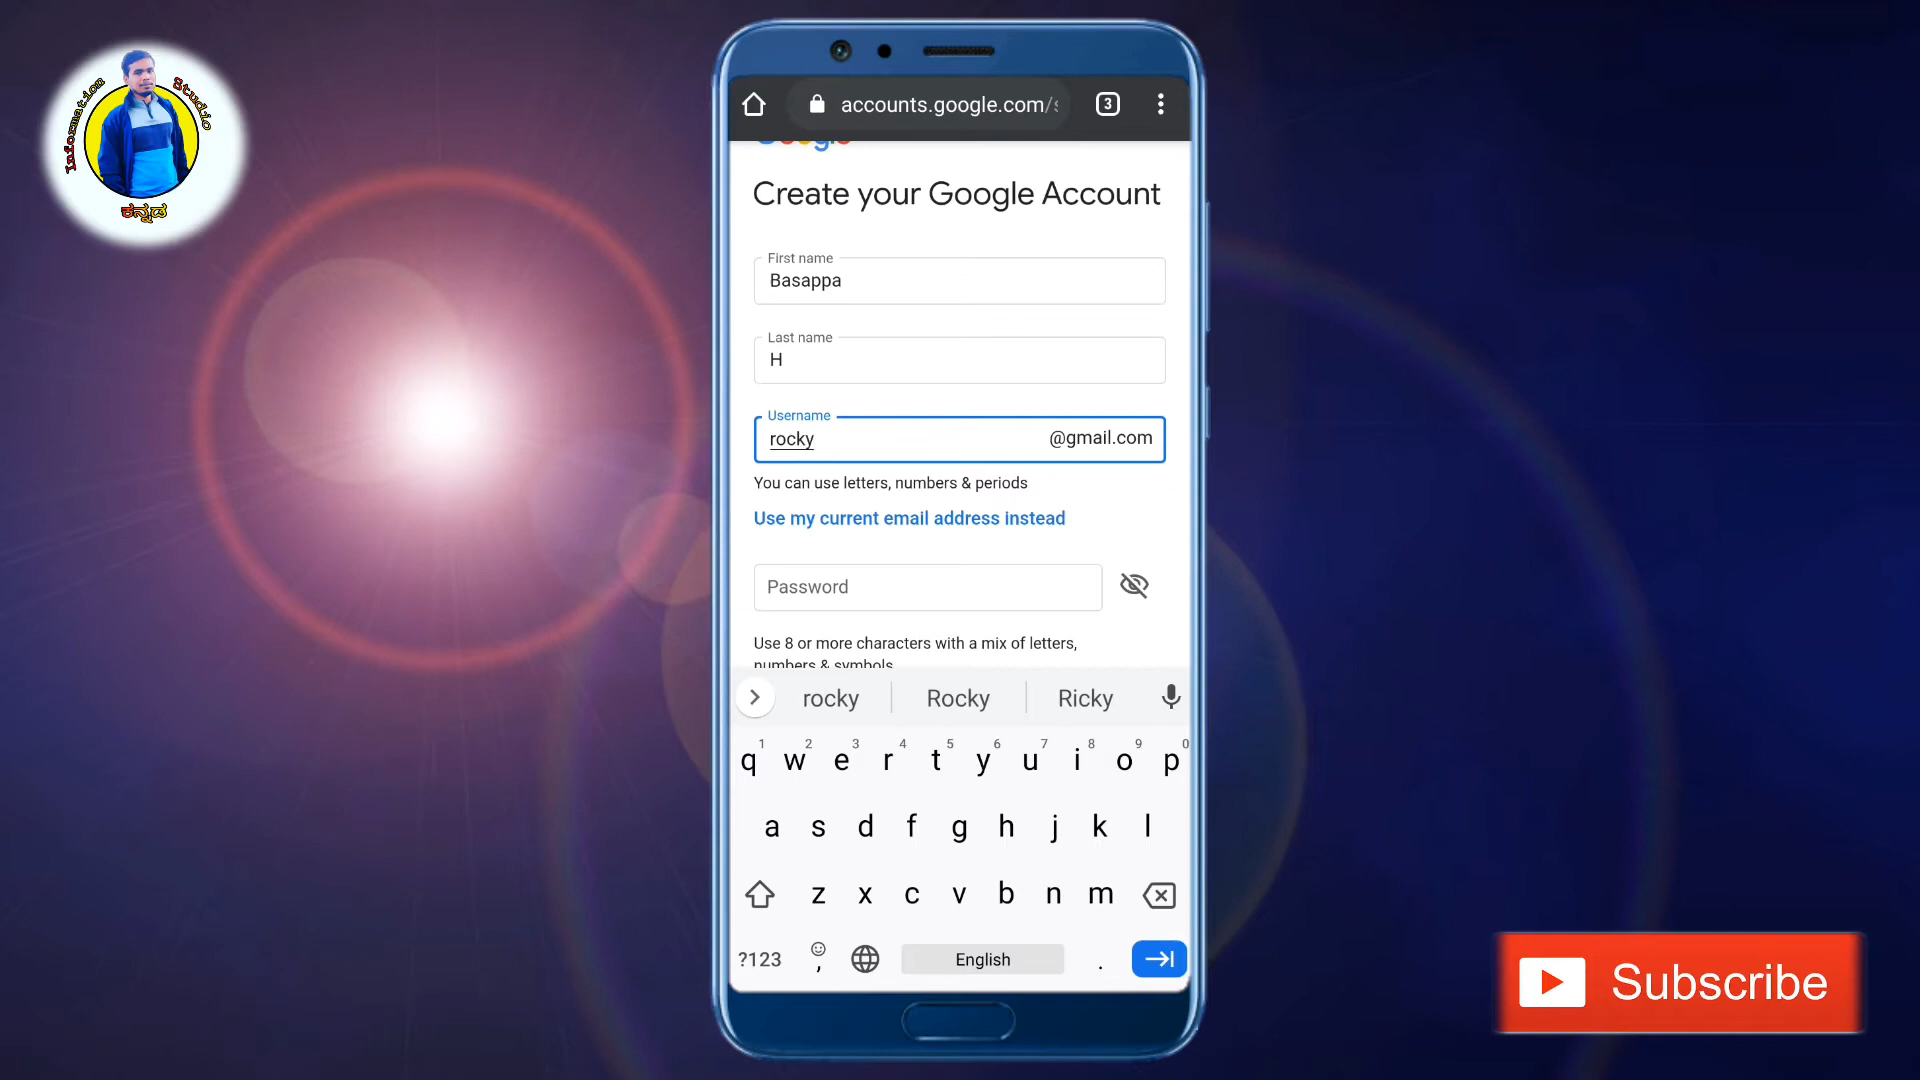 Information Studio
ಕನ್ನಡ
accounts.google.com/s
3
Google
Create your Google Account
First name
Basappa
Last name
H
Username
rocky
@gmail.com
You can use letters, numbers & periods
Use my current email address instead
Password
Use 8 or more characters with a mix of letters,
numbers & symbols
rocky Rocky Ricky
1 2 3 4 5 6 7 8 9 0
q w e r t y u i o p
a s d f g h j k l
z x c v b n m
?123 , English .
Subscribe